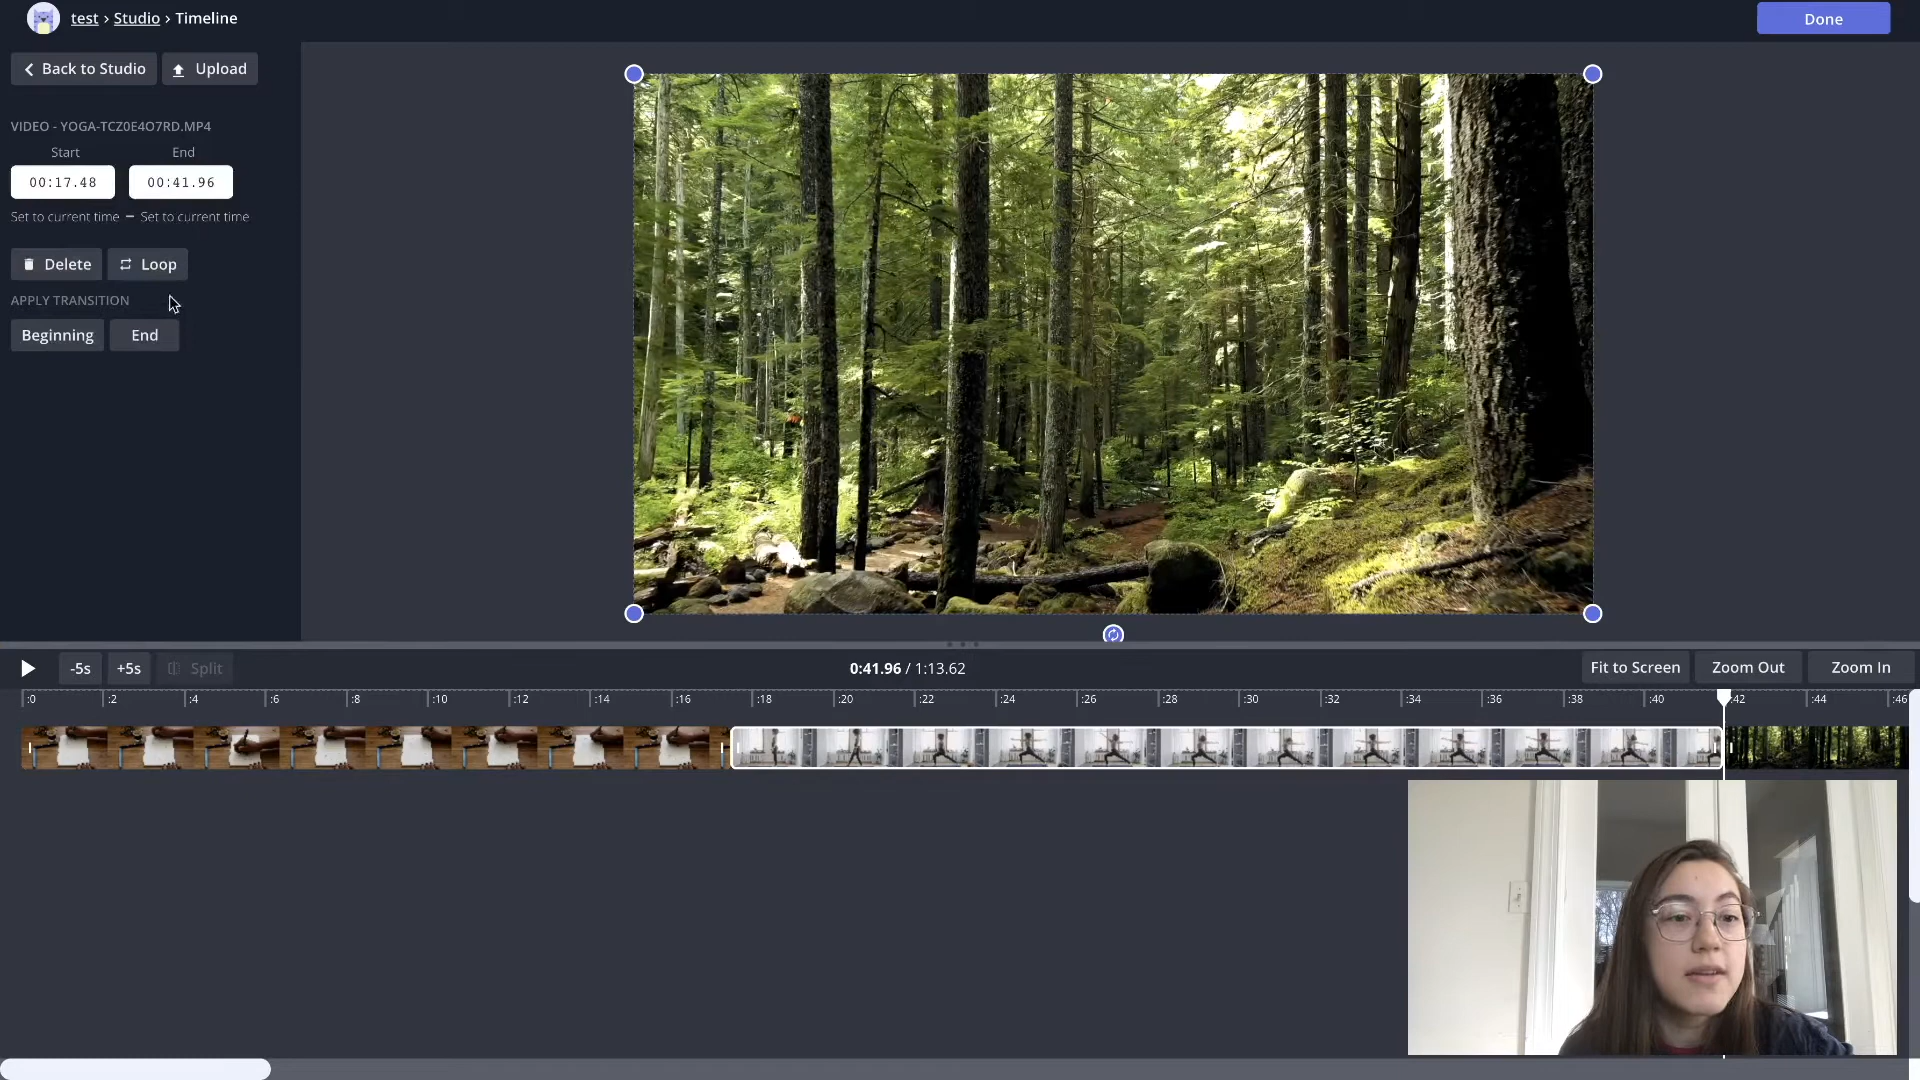 test › Studio › Timeline
Done
Back to Studio
Upload
VIDEO - YOGA-TCZ0E4O7RD.MP4
Start End
00:17.48 00:41.96
Set to current time – Set to current time
Delete Loop
APPLY TRANSITION
Beginning End
-5s +5s Split 0:41.96 / 1:13.62 Fit to Screen Zoom Out Zoom In
:0 :2 :4 :6 :8 :10 :12 :14 :16 :18 :20 :22 :24 :26 :28 :30 :32 :34 :36 :38 :40 :42 :44 :46